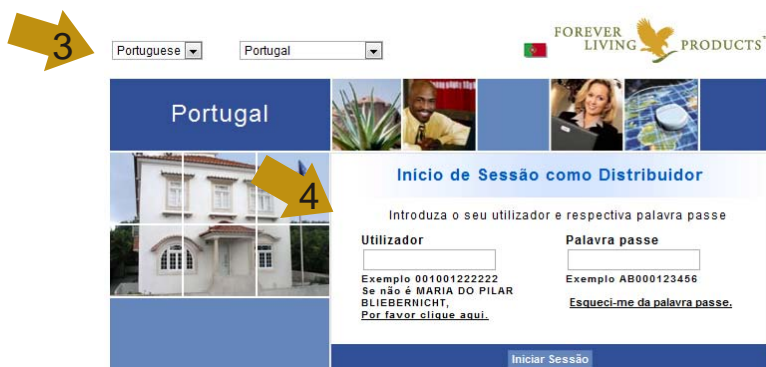 3
Portuguese
Portugal
FOREVER
LIVING
PRODUCTS
Portugal
4
Início de Sessão como Distribuidor
Introduza o seu utilizador e respectiva palavra passe
Utilizador
Palavra passe
Exemplo 001001222222
Exemplo AB000123456
Se não é MARIA DO PILAR
BLIEBERNICHT,
Por favor clique aqui.
Esqueci-me da palavra passe.
Iniciar Sessão